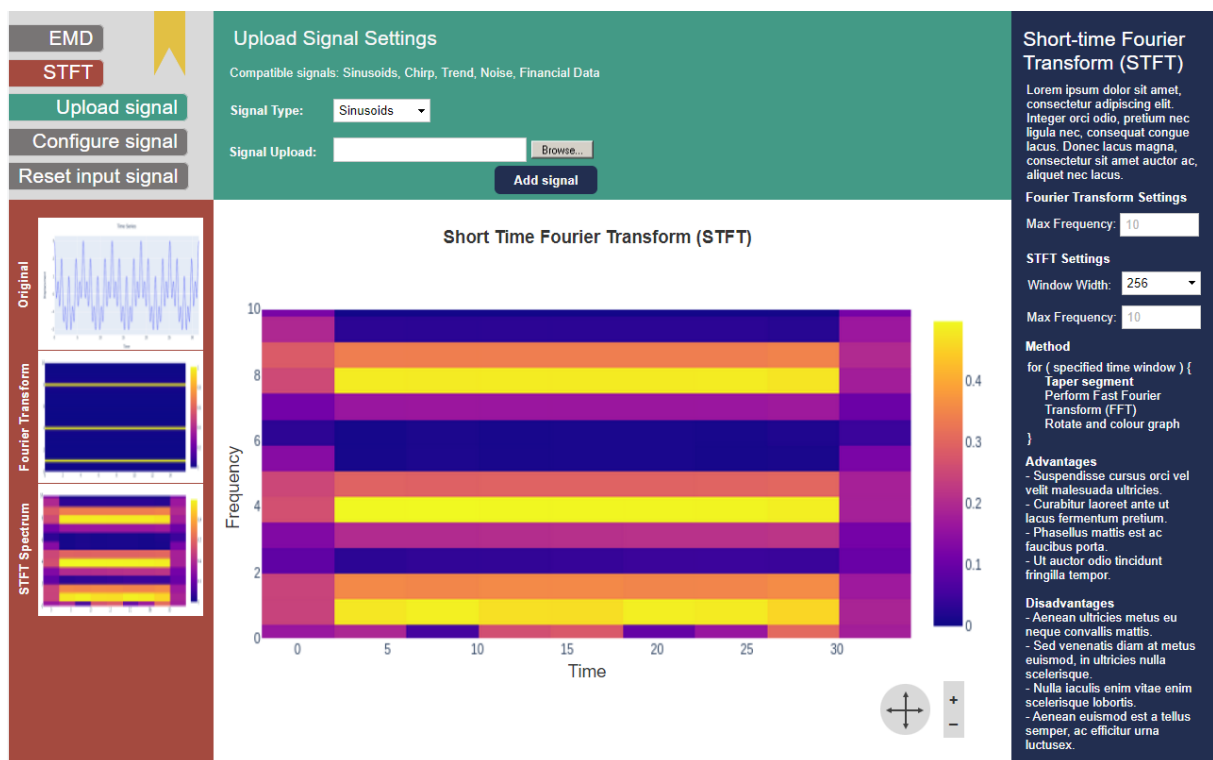 EMD
STFT
Upload signal
Configure signal
Reset input signal
Upload Signal Settings
Compatible signals: Sinusoids, Chirp, Trend, Noise, Financial Data
Signal Type: Sinusoids
Signal Upload: Browse...
Add signal
Original
Time Series
Time
Fourier Transform
STFT Spectrum
Short Time Fourier Transform (STFT)
Frequency
10
8
6
4
2
0
0 5 10 15 20 25 30
Time
0.4
0.3
0.2
0.1
0
+
−
Short-time Fourier
Transform (STFT)
Lorem ipsum dolor sit amet,
consectetur adipiscing elit.
Integer orci odio, pretium nec
ligula nec, consequat congue
lacus. Donec lacus magna,
consectetur sit amet auctor ac,
aliquet nec lacus.
Fourier Transform Settings
Max Frequency: 10
STFT Settings
Window Width: 256
Max Frequency: 10
Method
for ( specified time window ) {
Taper segment
Perform Fast Fourier
Transform (FFT)
Rotate and colour graph
}
Advantages
- Suspendisse cursus orci vel
velit malesuada ultricies.
- Curabitur laoreet ante ut
lacus fermentum pretium.
- Phasellus mattis est ac
faucibus porta.
- Ut auctor odio tincidunt
fringilla tempor.
Disadvantages
- Aenean ultricies metus eu
neque convallis mattis.
- Sed venenatis diam at metus
euismod, in ultricies nulla
scelerisque.
- Nulla iaculis enim vitae enim
scelerisque lobortis.
- Aenean euismod est a tellus
semper, ac efficitur urna
luctusex.